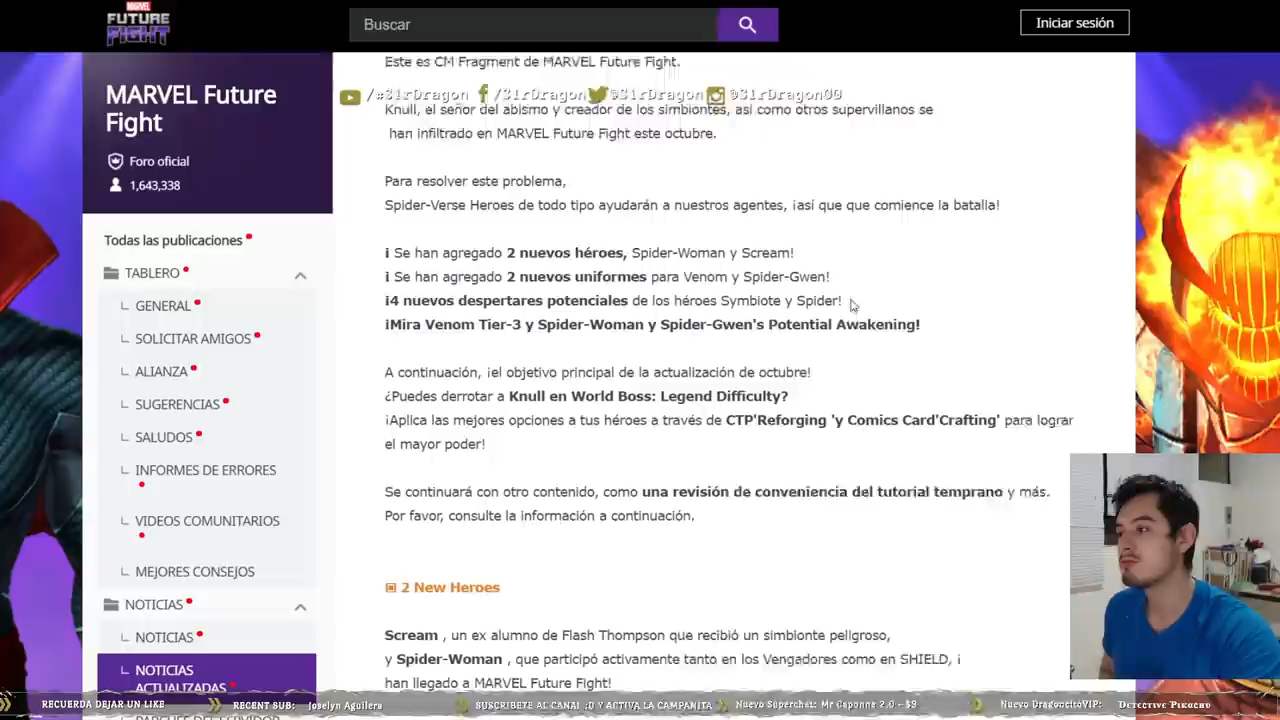 MARVEL
FUTURE
FIGHT
Buscar
Iniciar sesión
MARVEL Future
Fight
Foro oficial
1,643,338
Todas las publicaciones
TABLERO
GENERAL
SOLICITAR AMIGOS
ALIANZA
SUGERENCIAS
SALUDOS
INFORMES DE ERRORES
VIDEOS COMUNITARIOS
MEJORES CONSEJOS
NOTICIAS
NOTICIAS
NOTICIAS
ACTUALIZADAS
Este es CM Fragment de MARVEL Future Fight.
/#S1rDragon /S1rDragon @S1rDragon @S1rDragon00
Knull, el señor del abismo y creador de los simbiontes, así como otros supervillanos se
han infiltrado en MARVEL Future Fight este octubre.
Para resolver este problema,
Spider-Verse Heroes de todo tipo ayudarán a nuestros agentes, ¡así que que comience la batalla!
¡ Se han agregado 2 nuevos héroes, Spider-Woman y Scream!
¡ Se han agregado 2 nuevos uniformes para Venom y Spider-Gwen!
¡4 nuevos despertares potenciales de los héroes Symbiote y Spider!
¡Mira Venom Tier-3 y Spider-Woman y Spider-Gwen's Potential Awakening!
A continuación, ¡el objetivo principal de la actualización de octubre!
¿Puedes derrotar a Knull en World Boss: Legend Difficulty?
¡Aplica las mejores opciones a tus héroes a través de CTP'Reforging 'y Comics Card'Crafting' para lograr
el mayor poder!
Se continuará con otro contenido, como una revisión de conveniencia del tutorial temprano y más.
Por favor, consulte la información a continuación.
▣ 2 New Heroes
Scream , un ex alumno de Flash Thompson que recibió un simbionte peligroso,
y Spider-Woman , que participó activamente tanto en los Vengadores como en SHIELD, ¡
han llegado a MARVEL Future Fight!
RECUERDA DEJAR UN LIKE
RECENT SUB: Joselyn Aguilera
SUSCRIBETE AL CANAL :D Y ACTIVA LA CAMPANITA
Nuevo Superchat: Mr Caponne 2.0 - $9
Nuevo DragoncitoVIP: Detective Pikachu